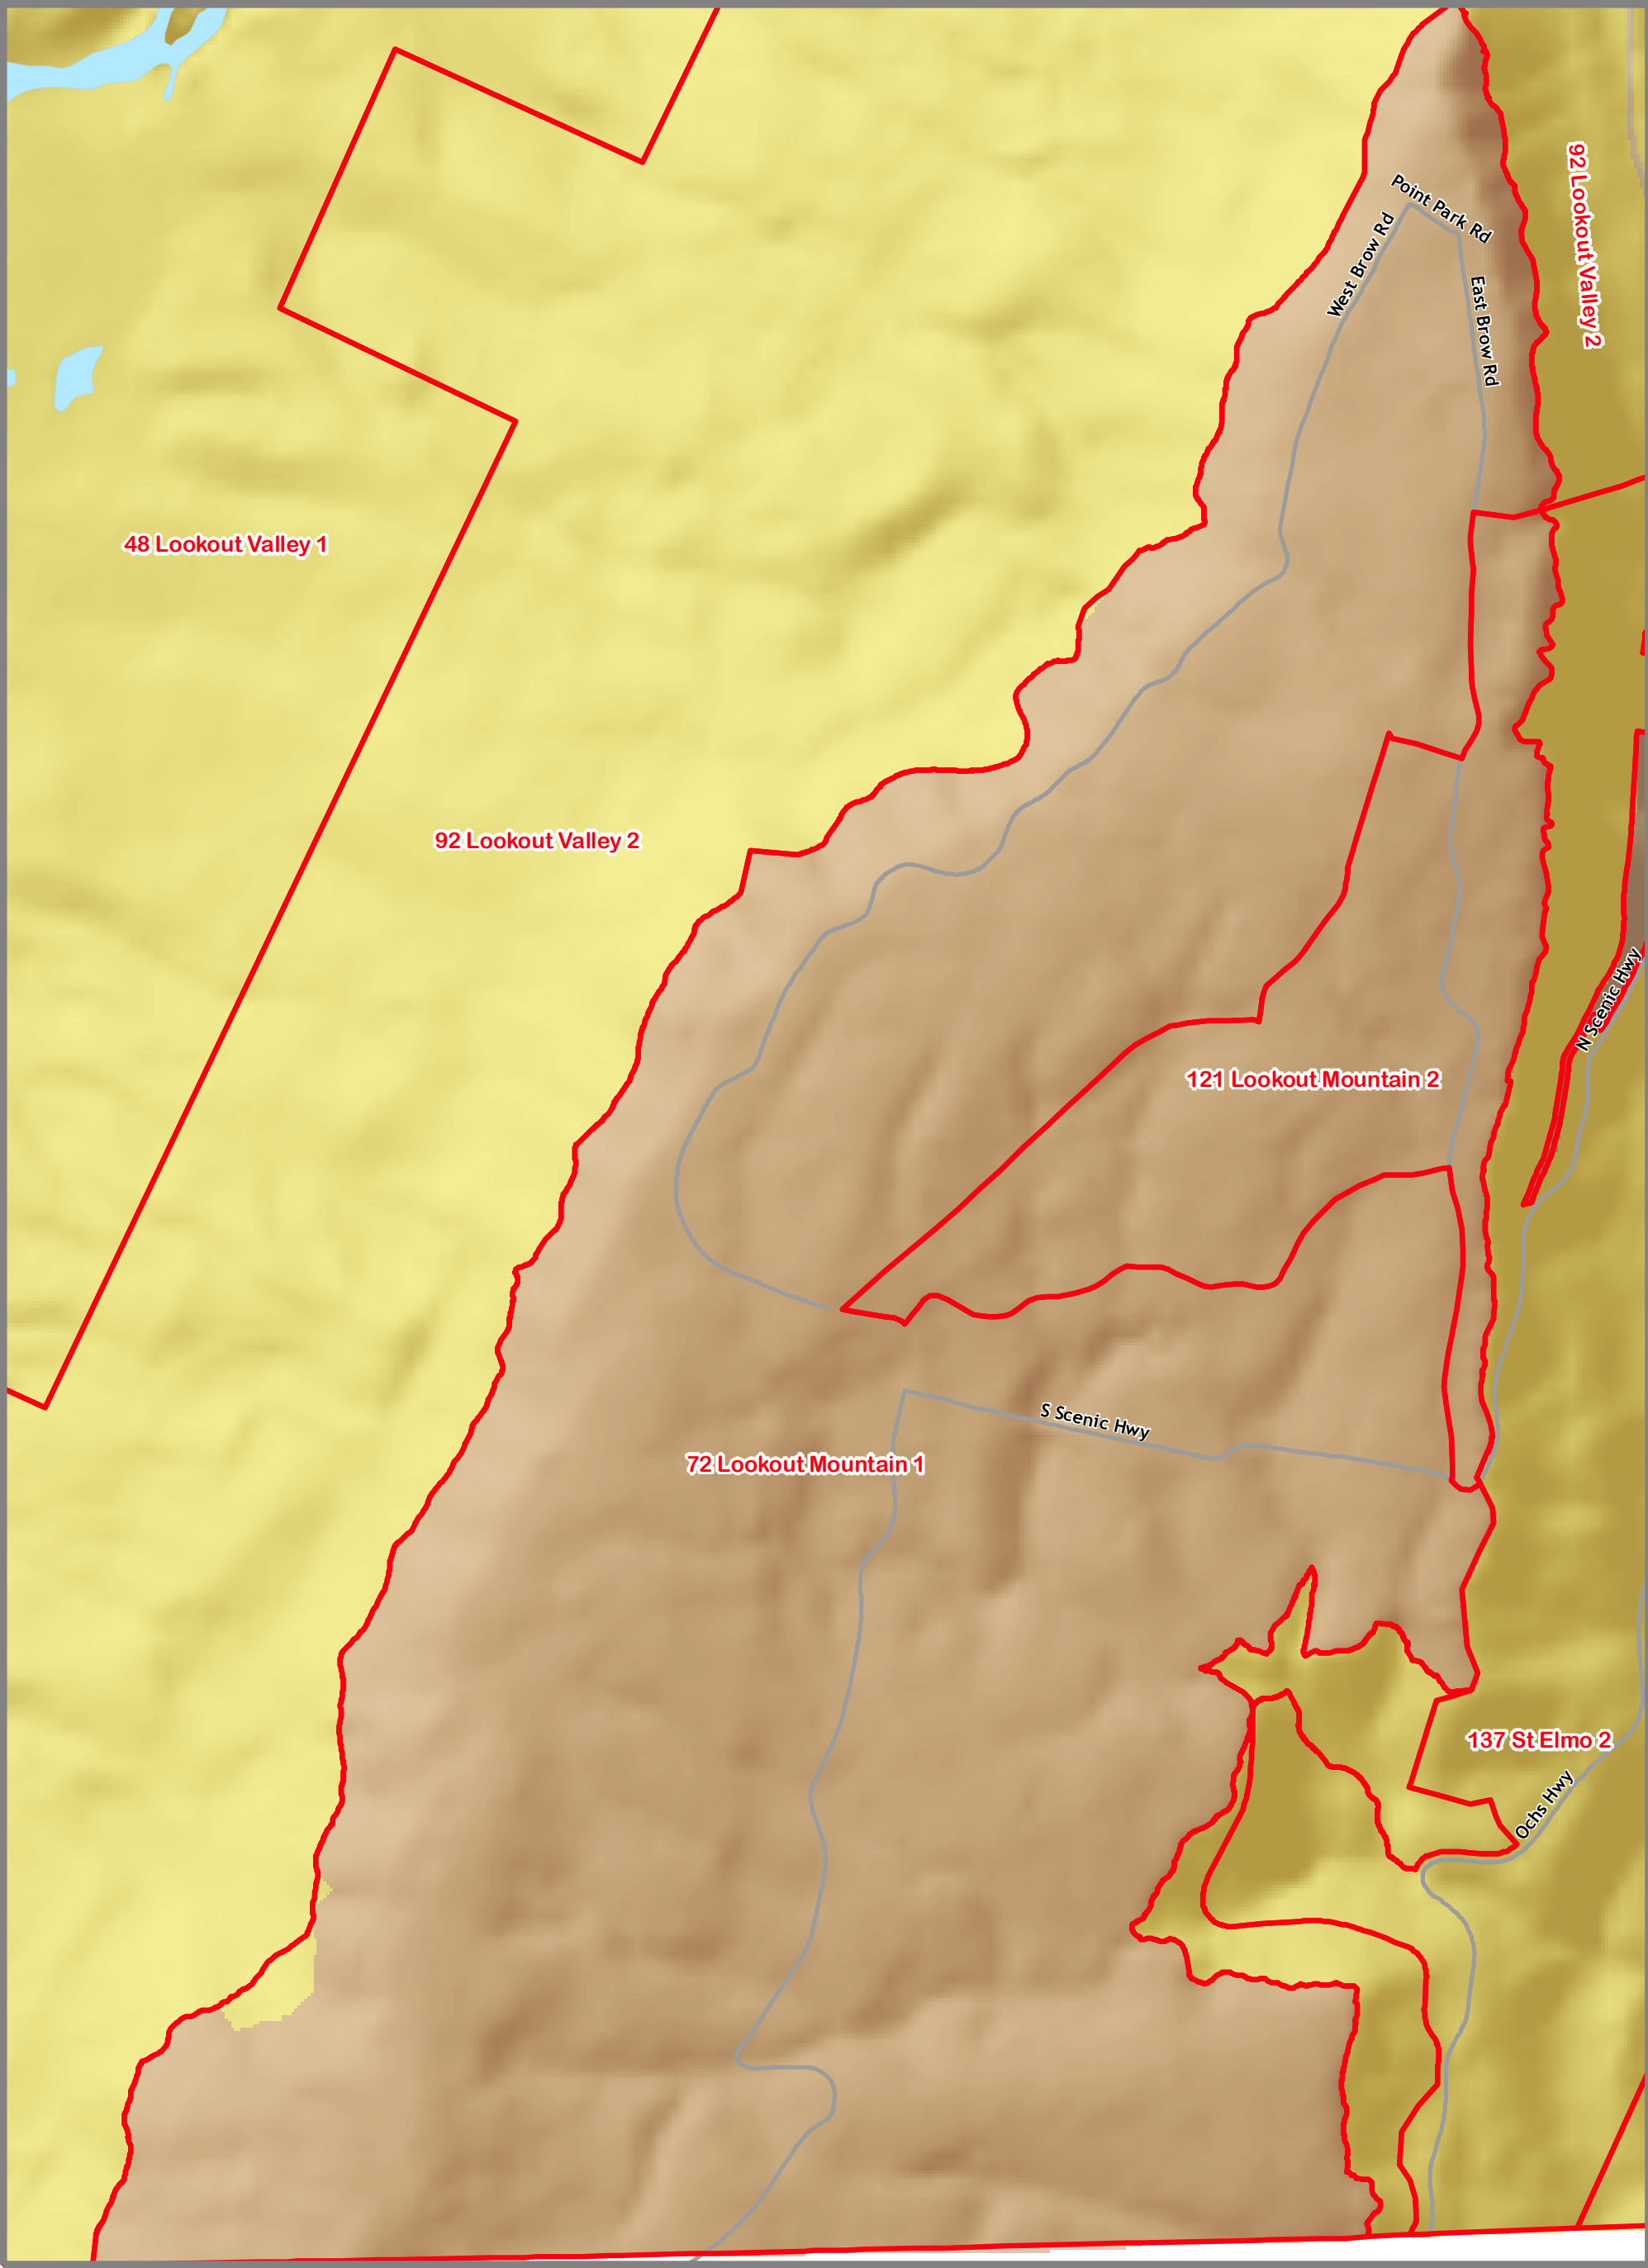 92 Lookout Valley 2
Point Park Rd
West Brow Rd
East Brow Rd
48 Lookout Valley 1
92 Lookout Valley 2
N Scenic Hwy
121 Lookout Mountain 2
S Scenic Hwy
72 Lookout Mountain 1
137 St Elmo 2
Ochs Hwy